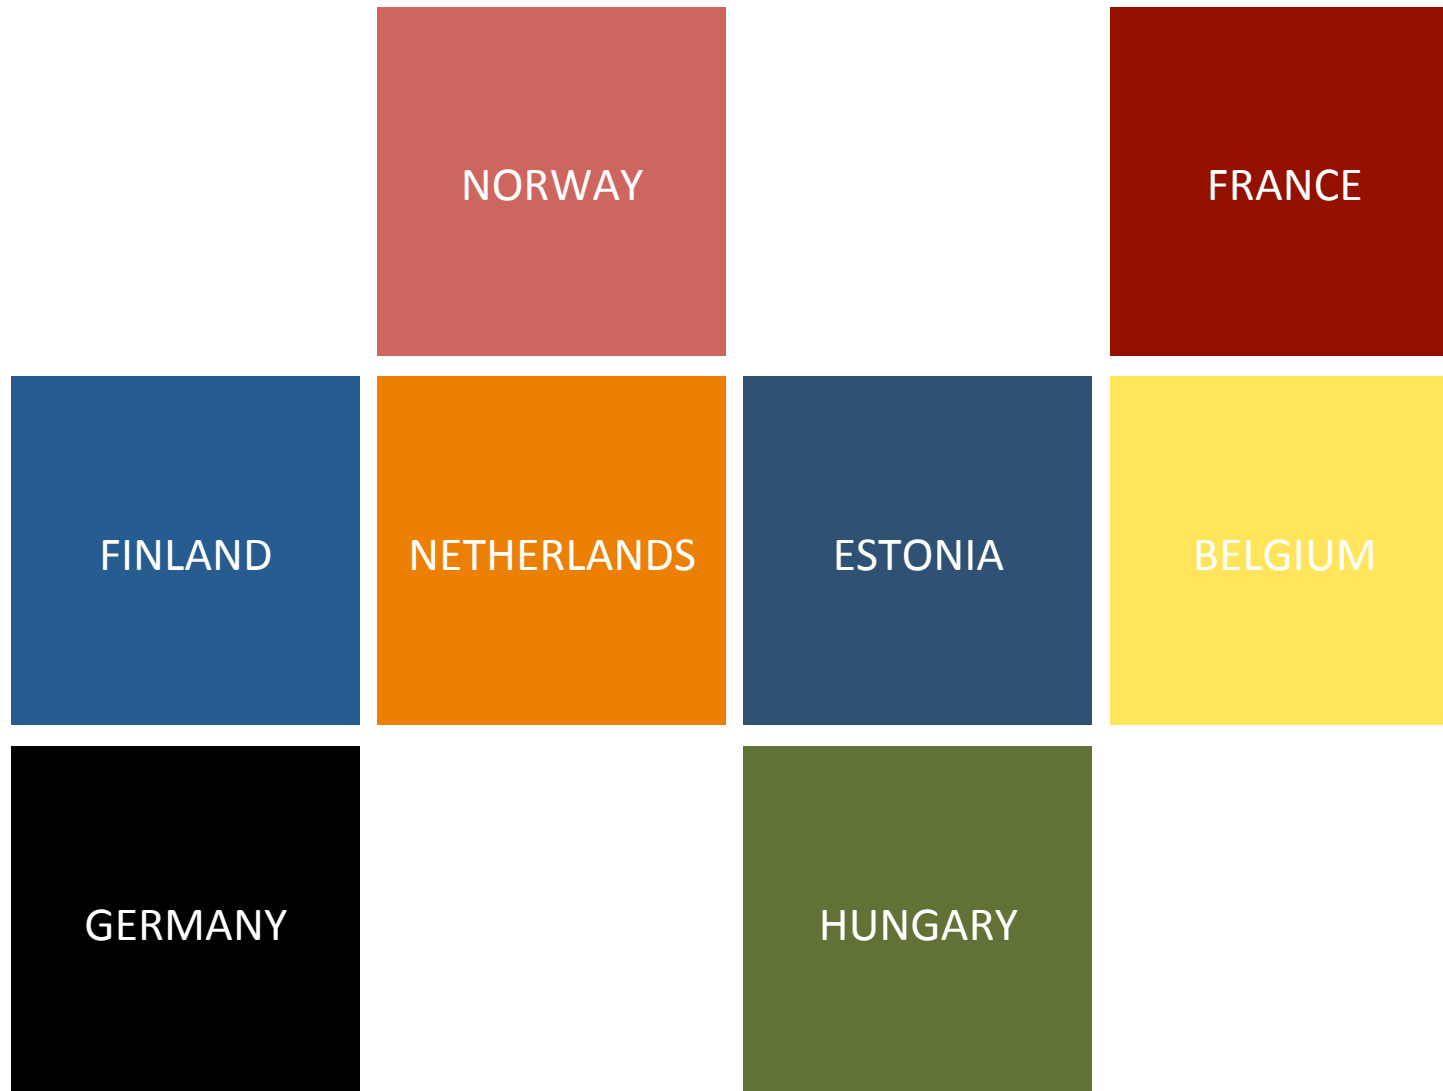 NORWAY
FRANCE
FINLAND
NETHERLANDS
ESTONIA
BELGIUM
GERMANY
HUNGARY